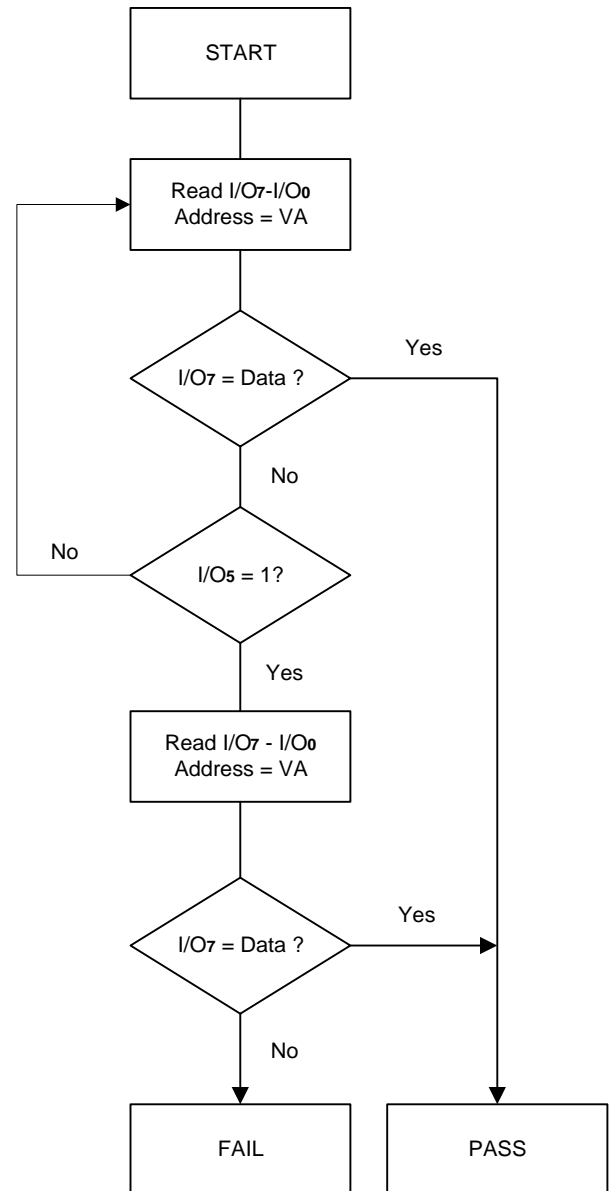 START
Read I/O7-I/O0
Address = VA
I/O7 = Data ?
Yes
No
I/O5 = 1?
No
Yes
Read I/O7 - I/O0
Address = VA
I/O7 = Data ?
Yes
No
FAIL
PASS